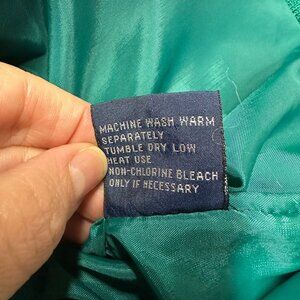 MACHINE WASH WARM
SEPARATELY
TUMBLE DRY LOW
HEAT USE
NON-CHLORINE BLEACH
ONLY IF NECESSARY